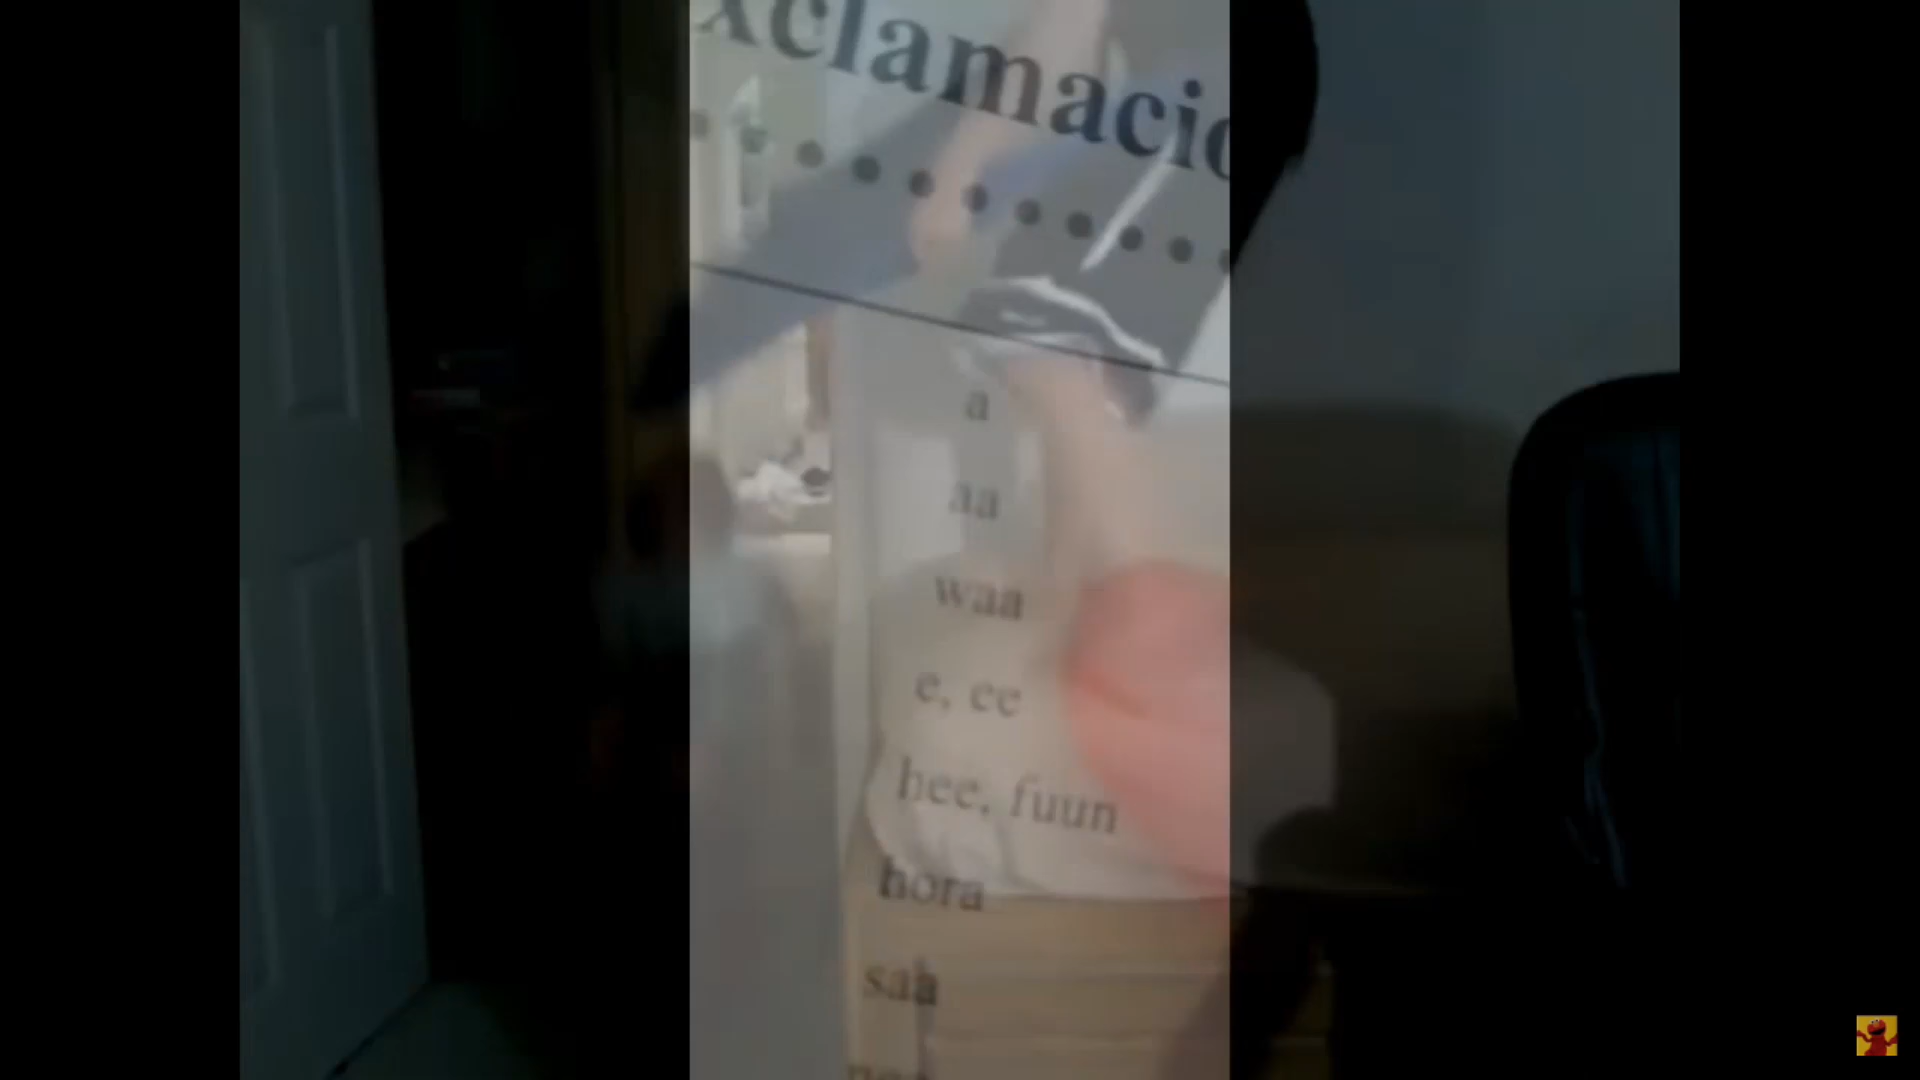 xclamacio
a
aa
waa
e, ee
hee, fuun
hora
saa